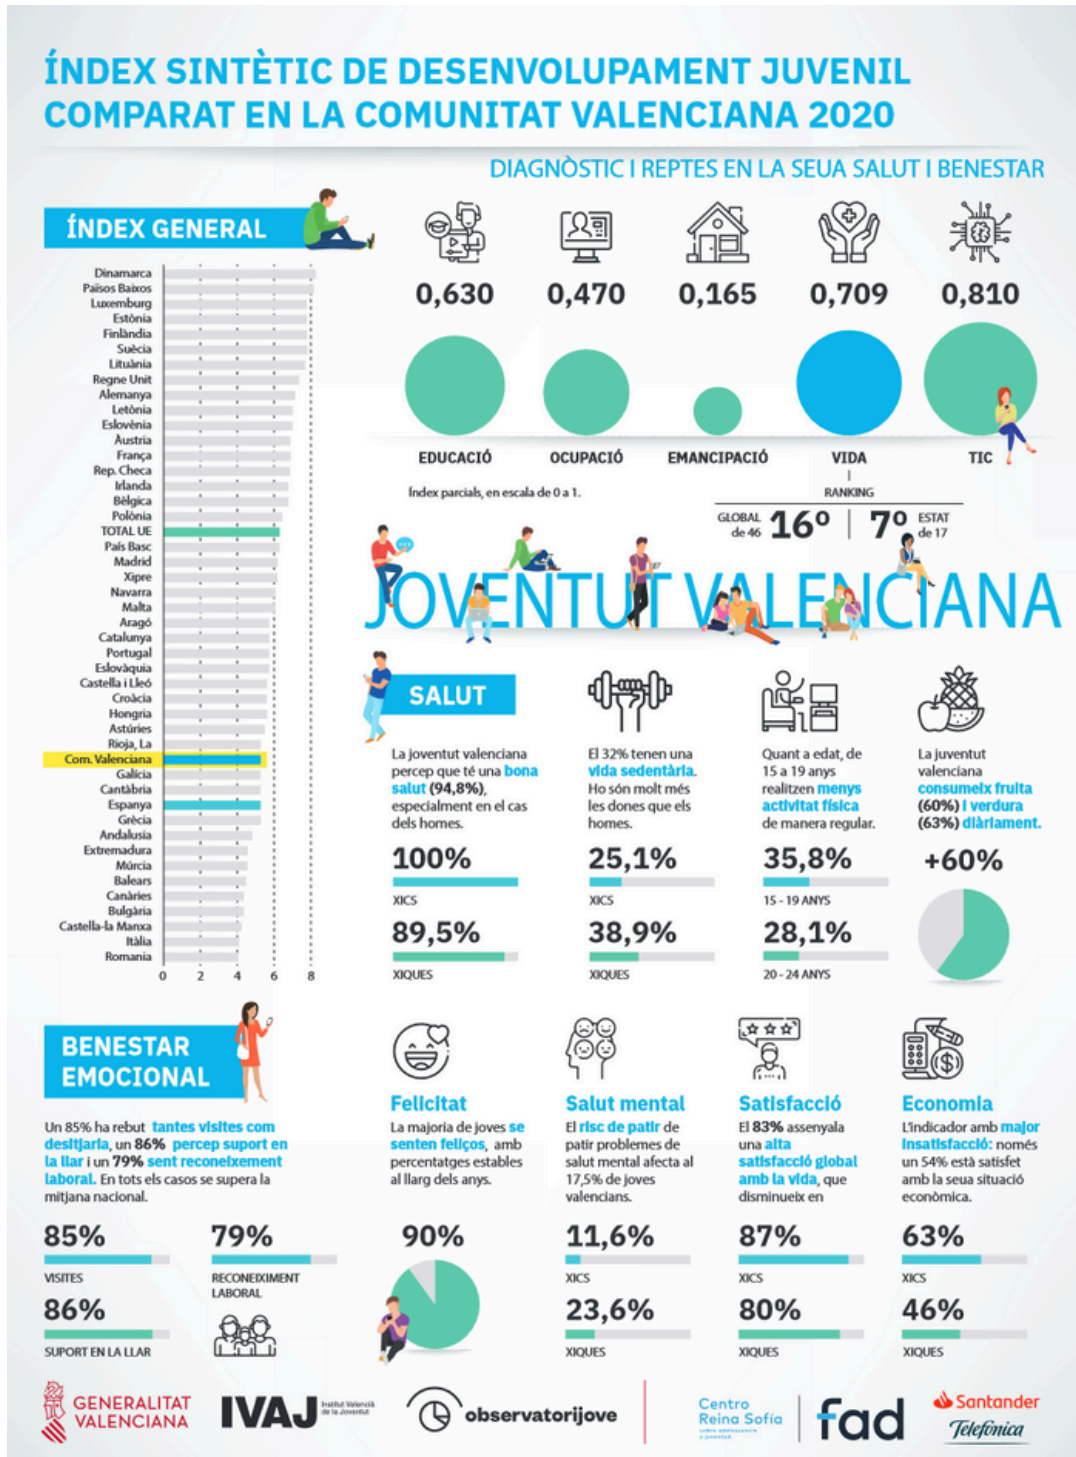 ÍNDEX SINTÈTIC DE DESENVOLUPAMENT JUVENIL
COMPARAT EN LA COMUNITAT VALENCIANA 2020
DIAGNÒSTIC I REPTES EN LA SEUA SALUT I BENESTAR
ÍNDEX GENERAL
Dinamarca
Països Baixos
Luxemburg
Estònia
Finlàndia
Suècia
Lituània
Regne Unit
Alemanya
Letònia
Eslovènia
Àustria
França
Rep. Checa
Irlanda
Bèlgica
Polònia
TOTAL UE
País Basc
Madrid
Xipre
Navarra
Malta
Aragó
Catalunya
Portugal
Eslovàquia
Castella i Lleó
Croàcia
Hongria
Astúries
Rioja, La
Com. Valenciana
Galícia
Cantàbria
Espanya
Grècia
Andalusia
Extremadura
Múrcia
Balears
Canàries
Bulgària
Castella-la Manxa
Itàlia
Romania
0 2 4 6 8
0,630 0,470 0,165 0,709 0,810
EDUCACIÓ OCUPACIÓ EMANCIPACIÓ VIDA TIC
Índex parcials, en escala de 0 a 1.
RANKING
GLOBAL de 46 16º 7º ESTAT de 17
JOVENTUT VALENCIANA
SALUT
La joventut valenciana
percep que té una bona
salut (94,8%),
especialment en el cas
dels homes.
100%
XICS
89,5%
XIQUES
El 32% tenen una
vida sedentària.
Ho són molt més
les dones que els
homes.
25,1%
XICS
38,9%
XIQUES
Quant a edat, de
15 a 19 anys
realitzen menys
activitat física
de manera regular.
35,8%
15 - 19 ANYS
28,1%
20 - 24 ANYS
La juventut
valenciana
consumeix fruita
(60%) i verdura
(63%) diàriament.
+60%
BENESTAR
EMOCIONAL
Un 85% ha rebut tantes visites com
desitjaria, un 86% percep suport en
la llar i un 79% sent reconeixement
laboral. En tots els casos se supera la
mitjana nacional.
85%
VISITES
79%
RECONEIXIMENT
LABORAL
86%
SUPORT EN LA LLAR
Felicitat
La majoria de joves se
senten feliços, amb
percentatges estables
al llarg dels anys.
90%
Salut mental
El risc de patir de
patir problemes de
salut mental afecta al
17,5% de joves
valencians.
11,6%
XICS
23,6%
XIQUES
Satisfacció
El 83% assenyala
una alta
satisfacció global
amb la vida, que
disminueix en
87%
XICS
80%
XIQUES
Economia
L'indicador amb major
insatisfacció: només
un 54% està satisfet
amb la seua situació
econòmica.
63%
XICS
46%
XIQUES
GENERALITAT
VALENCIANA
IVAJ
Institut Valencià
de la Joventut
observatorijove
Centro
Reina Sofía
sobre adolescencia
y juventud
fad
Santander
Telefónica